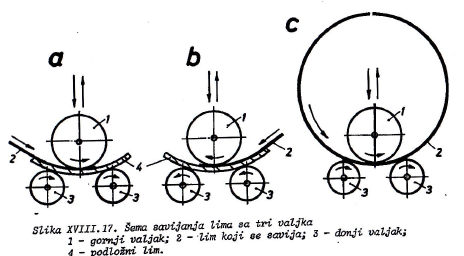 a b c
1 1 1
2 4 2 2
3 3 3 3 3 3
Slika XVIII.17. Šema savijanja lima sa tri valjka
1 - gornji valjak; 2 - lim koji se savija; 3 - donji valjak;
4 - podložni lim.